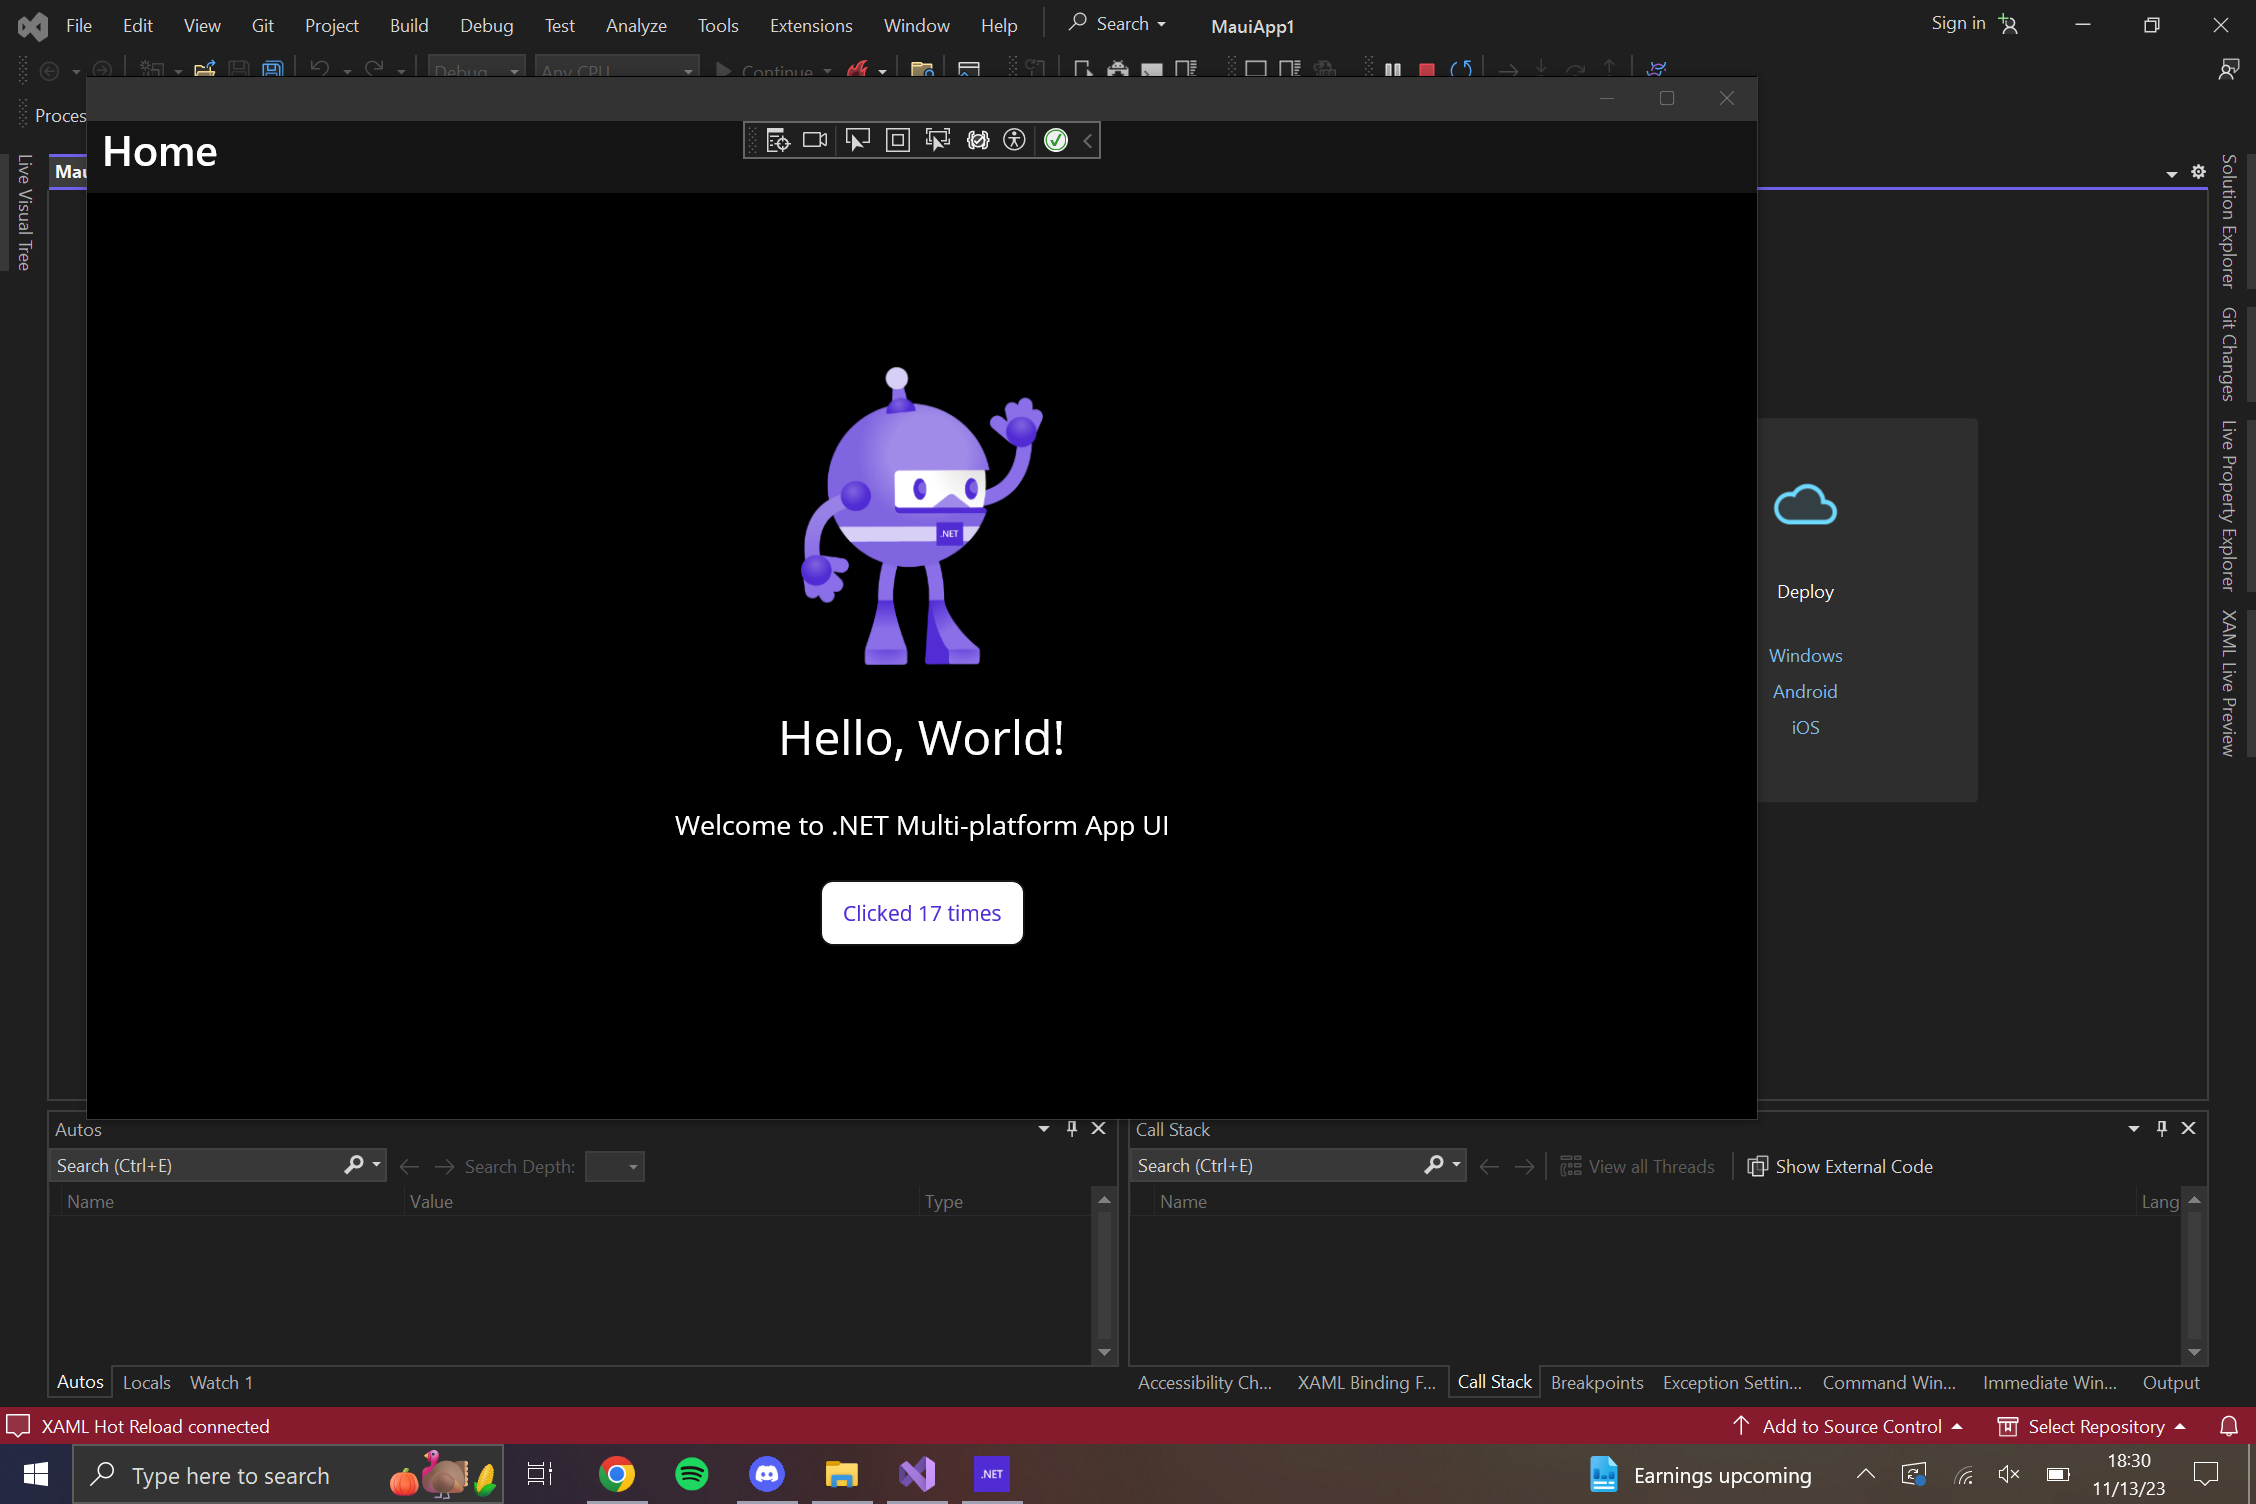 File Edit View Git Project Build Debug Test Analyze Tools Extensions Window Help Search MauiApp1 Sign in
Debug Any CPU Continue
Proces
Live Visual Tree
Mau
Home
.NET
Hello, World!
Welcome to .NET Multi-platform App UI
Clicked 17 times
Deploy
Windows
Android
iOS
Solution Explorer
Git Changes
Live Property Explorer
XAML Live Preview
Autos
Search (Ctrl+E) Search Depth:
Name Value Type
Autos Locals Watch 1
Call Stack
Search (Ctrl+E) View all Threads Show External Code
Name Lang
Accessibility Ch... XAML Binding F... Call Stack Breakpoints Exception Settin... Command Win... Immediate Win... Output
XAML Hot Reload connected Add to Source Control Select Repository
Type here to search .NET Earnings upcoming 18:30
11/13/23